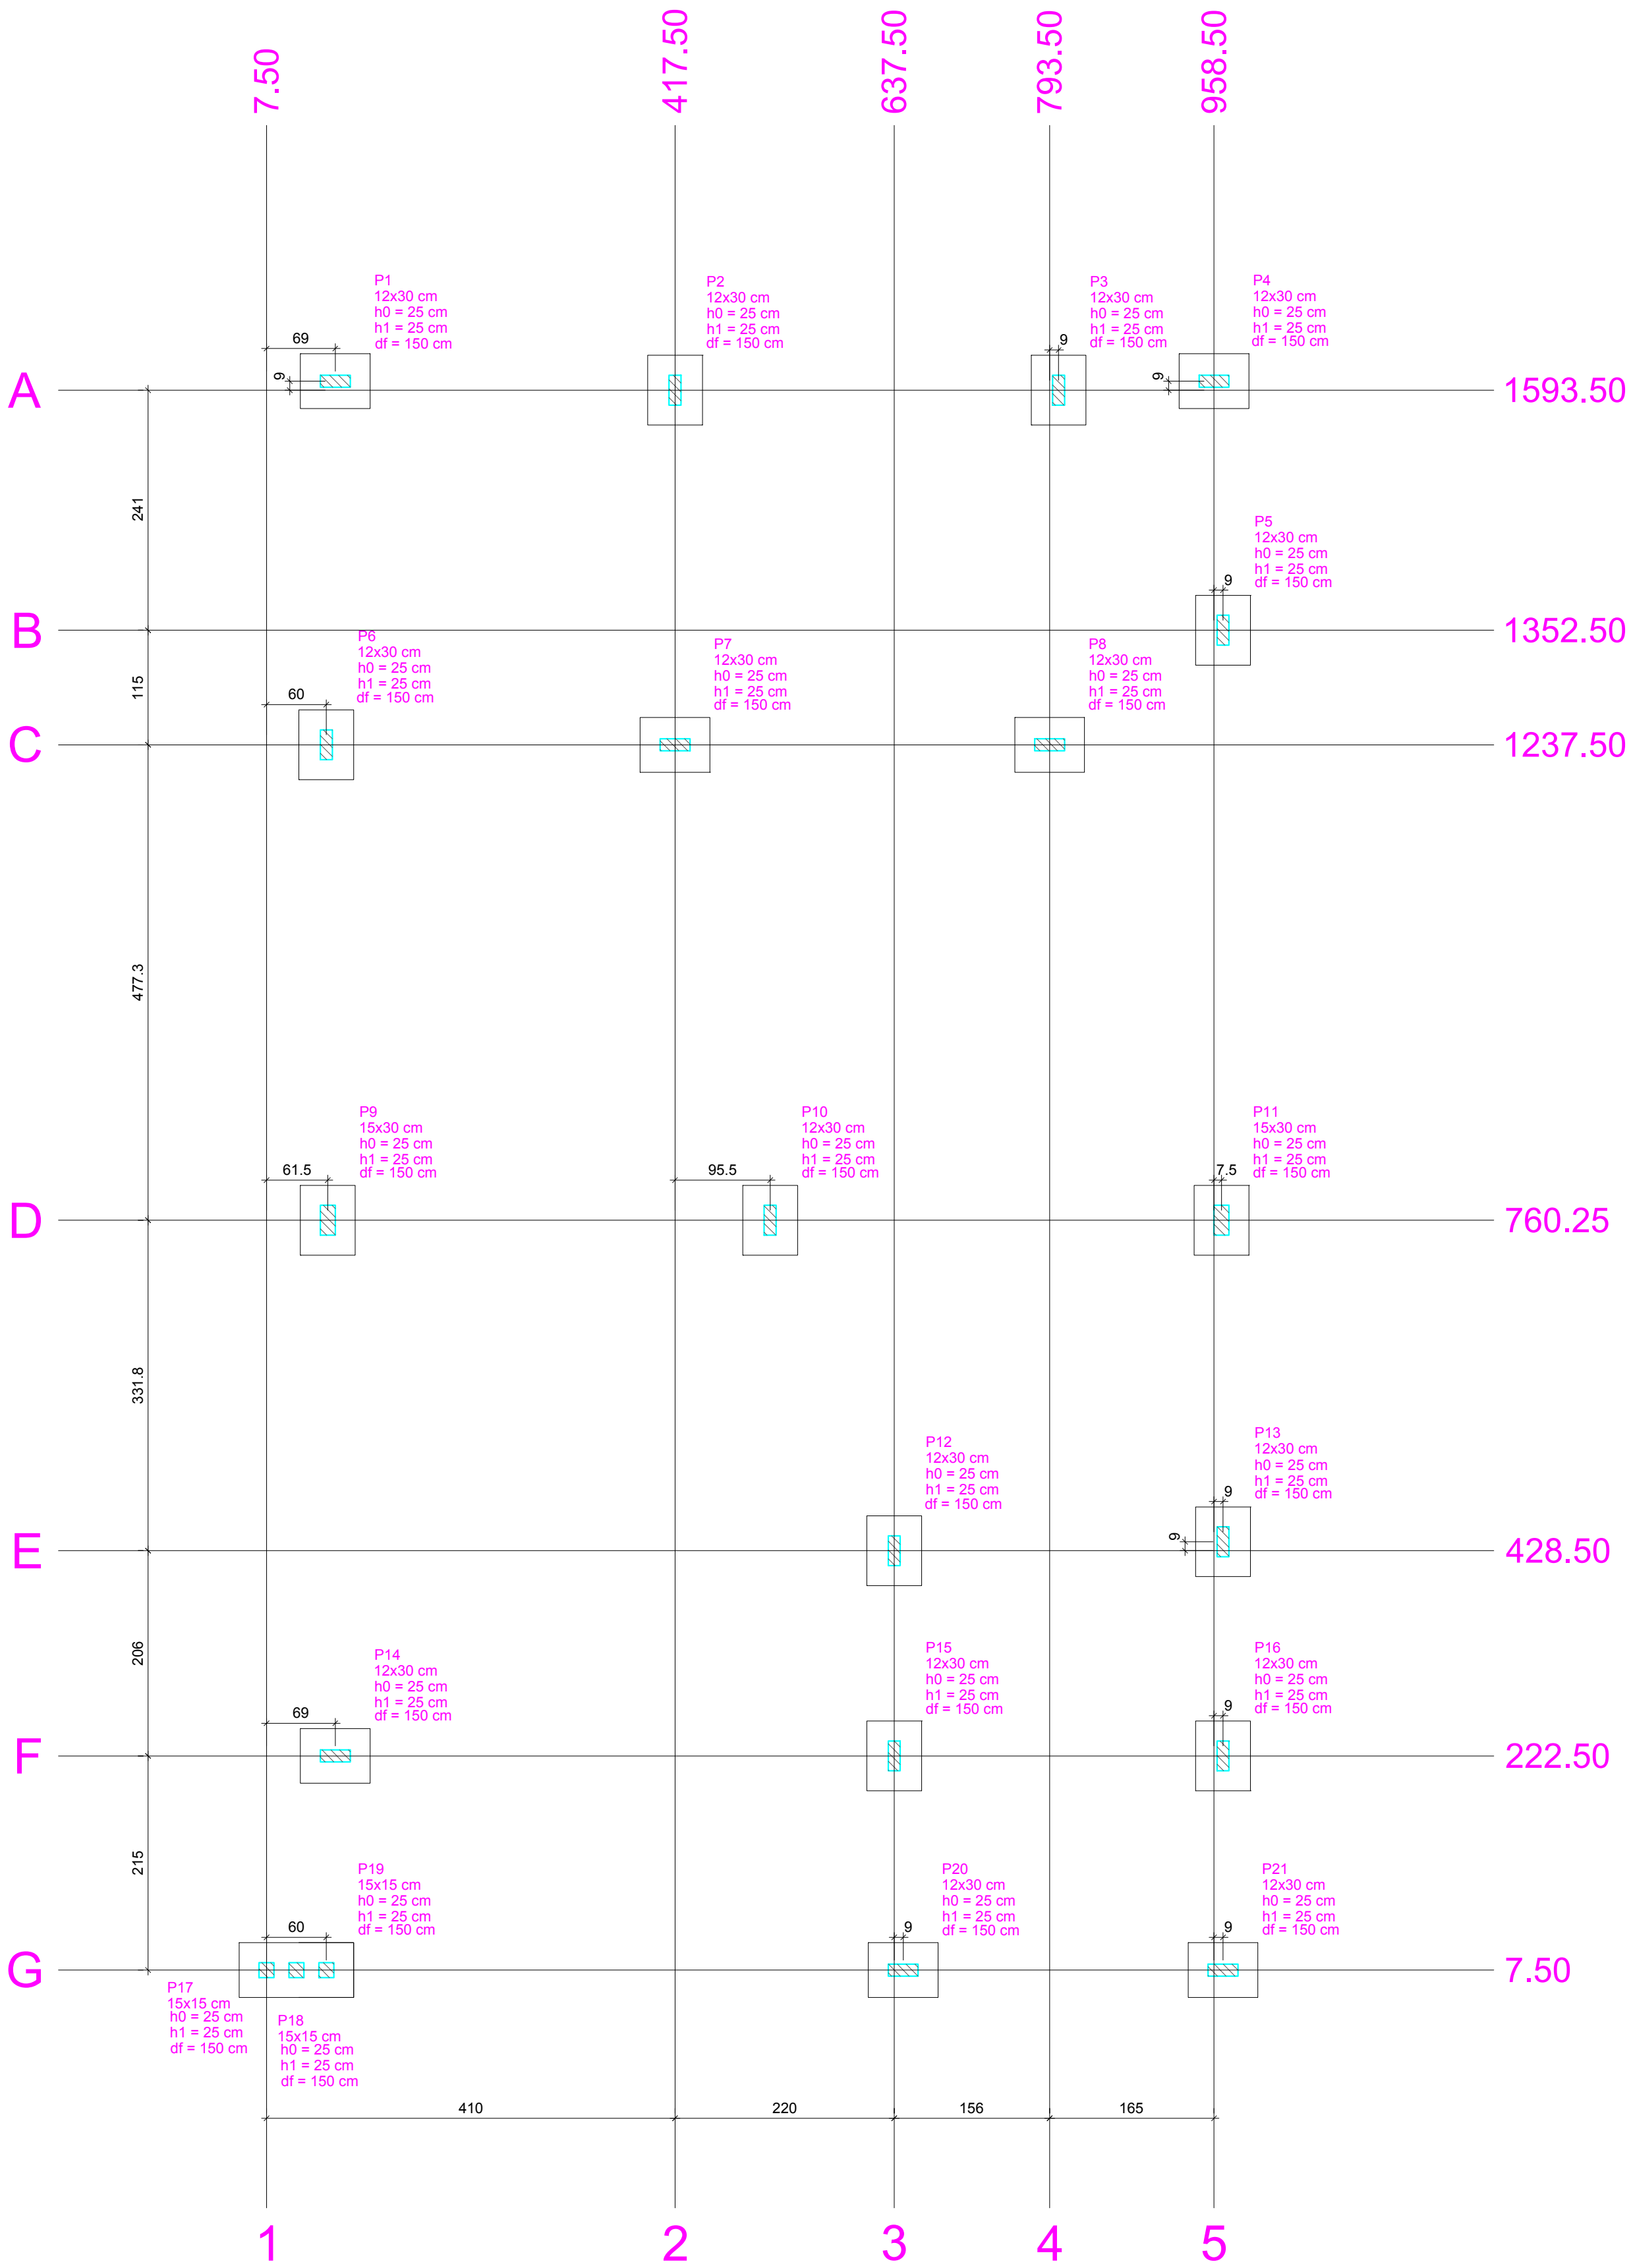 7.50
417.50
637.50
793.50
958.50
P1
12x30 cm
h0 = 25 cm
h1 = 25 cm
df = 150 cm
P2
12x30 cm
h0 = 25 cm
h1 = 25 cm
df = 150 cm
P3
12x30 cm
h0 = 25 cm
h1 = 25 cm
df = 150 cm
P4
12x30 cm
h0 = 25 cm
h1 = 25 cm
df = 150 cm
69
9
9
9
A
1593.50
241
P5
12x30 cm
h0 = 25 cm
h1 = 25 cm
df = 150 cm
9
B
1352.50
115
P6
12x30 cm
h0 = 25 cm
h1 = 25 cm
df = 150 cm
60
P7
12x30 cm
h0 = 25 cm
h1 = 25 cm
df = 150 cm
P8
12x30 cm
h0 = 25 cm
h1 = 25 cm
df = 150 cm
C
1237.50
477.3
P9
15x30 cm
h0 = 25 cm
h1 = 25 cm
df = 150 cm
61.5
P10
12x30 cm
h0 = 25 cm
h1 = 25 cm
df = 150 cm
95.5
P11
15x30 cm
h0 = 25 cm
h1 = 25 cm
df = 150 cm
7.5
D
760.25
331.8
P12
12x30 cm
h0 = 25 cm
h1 = 25 cm
df = 150 cm
P13
12x30 cm
h0 = 25 cm
h1 = 25 cm
df = 150 cm
9
9
E
428.50
206
P14
12x30 cm
h0 = 25 cm
h1 = 25 cm
df = 150 cm
69
P15
12x30 cm
h0 = 25 cm
h1 = 25 cm
df = 150 cm
P16
12x30 cm
h0 = 25 cm
h1 = 25 cm
df = 150 cm
9
F
222.50
215
P19
15x15 cm
h0 = 25 cm
h1 = 25 cm
df = 150 cm
60
P20
12x30 cm
h0 = 25 cm
h1 = 25 cm
df = 150 cm
9
P21
12x30 cm
h0 = 25 cm
h1 = 25 cm
df = 150 cm
9
G
7.50
P17
15x15 cm
h0 = 25 cm
h1 = 25 cm
df = 150 cm
P18
15x15 cm
h0 = 25 cm
h1 = 25 cm
df = 150 cm
410
220
156
165
1
2
3
4
5